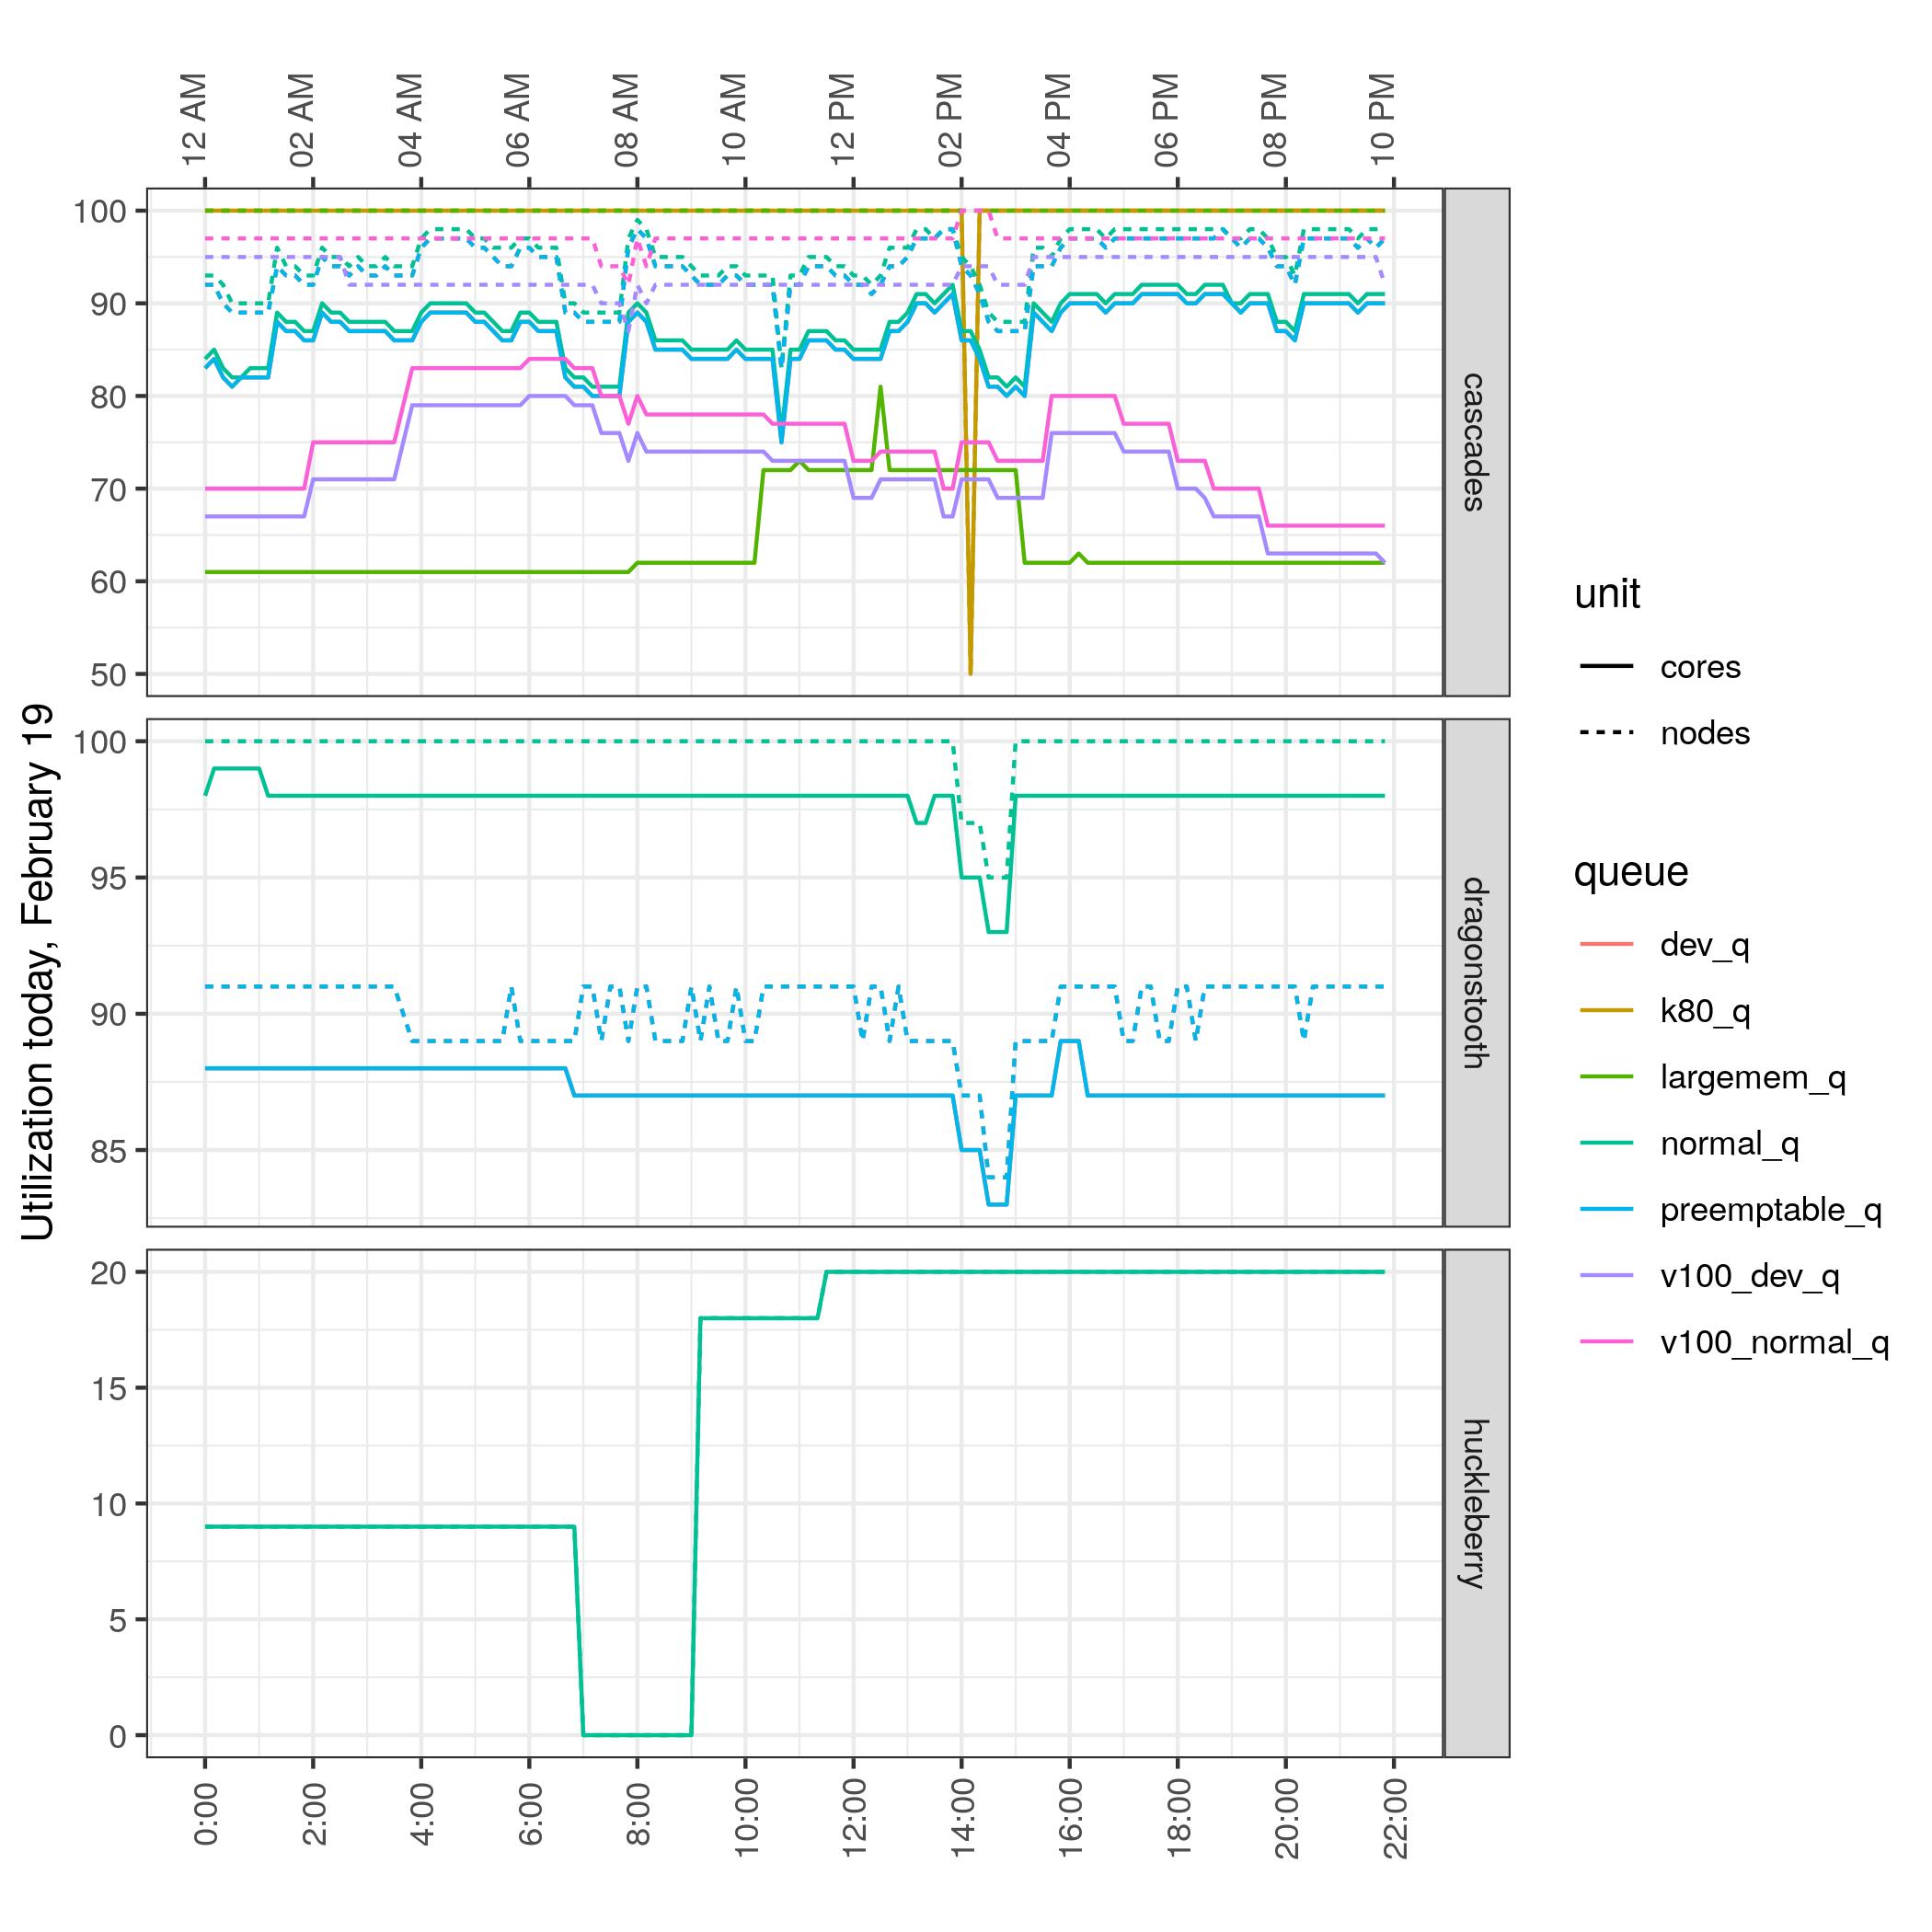 12 AM
02 AM
04 AM
06 AM
08 AM
10 AM
12 PM
02 PM
04 PM
06 PM
08 PM
10 PM
Utilization today, February 19
100
90
80
70
60
50
cascades
100
95
90
85
dragonstooth
20
15
10
5
0
huckleberry
0:00
2:00
4:00
6:00
8:00
10:00
12:00
14:00
16:00
18:00
20:00
22:00
unit
cores
nodes
queue
dev_q
k80_q
largemem_q
normal_q
preemptable_q
v100_dev_q
v100_normal_q